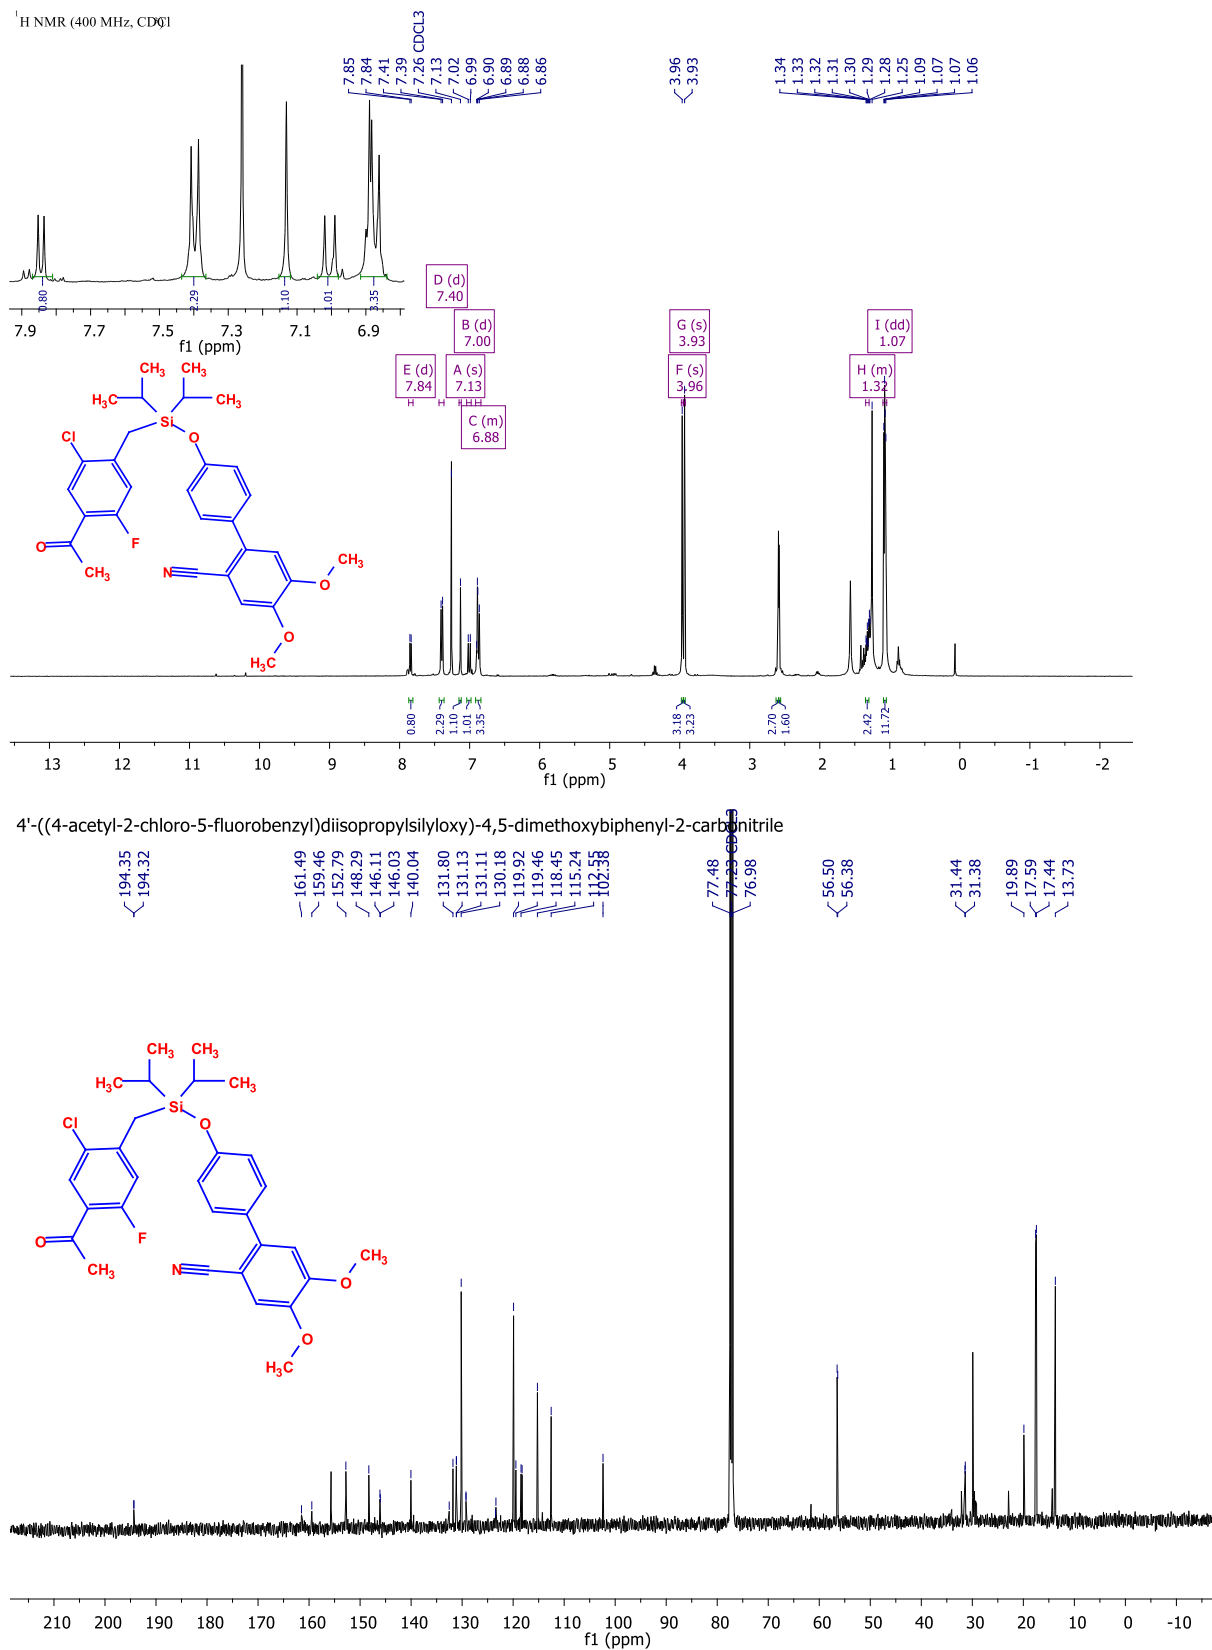 1H NMR (400 MHz, CDCl
7.85
7.84
7.41
7.39
7.26 CDCL3
7.13
7.02
6.99
6.90
6.89
6.88
6.86
3.96
3.93
1.34
1.33
1.32
1.31
1.30
1.29
1.28
1.25
1.09
1.07
1.07
1.06
0.80
2.29
1.10
1.01
3.35
7.9
7.7
7.5
7.3
7.1
6.9
f1 (ppm)
D (d)
7.40
B (d)
7.00
E (d)
7.84
A (s)
7.13
C (m)
6.88
G (s)
3.93
F (s)
3.96
I (dd)
1.07
H (m)
1.32
CH3
CH3
H3C
CH3
Si
Cl
O
F
O
CH3
N
CH3
O
O
H3C
0.80
2.29
1.10
1.01
3.35
3.18
3.23
2.70
1.60
2.42
11.72
13
12
11
10
9
8
7
6
5
4
3
2
1
0
-1
-2
f1 (ppm)
4'-((4-acetyl-2-chloro-5-fluorobenzyl)diisopropylsilyloxy)-4,5-dimethoxybiphenyl-2-carbonitrile
194.35
194.32
161.49
159.46
152.79
148.29
146.11
146.03
140.04
131.80
131.13
131.11
130.18
119.92
119.46
118.45
115.24
112.55
102.38
77.48
77.23 CDCL3
76.98
56.50
56.38
31.44
31.38
19.89
17.59
17.44
13.73
CH3
CH3
H3C
CH3
Si
Cl
O
F
O
CH3
N
CH3
O
O
H3C
210
200
190
180
170
160
150
140
130
120
110
100
90
80
70
60
50
40
30
20
10
0
-10
f1 (ppm)